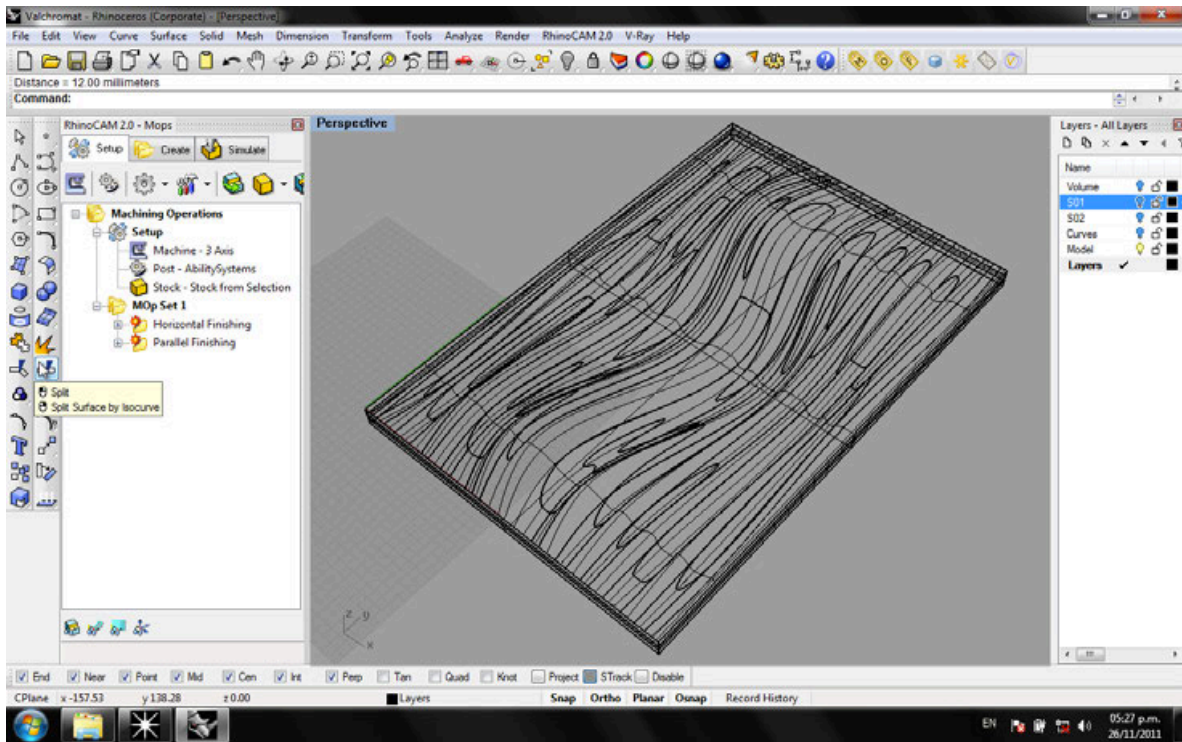 Valchromat - Rhinoceros (Corporate) - [Perspective]
File Edit View Curve Surface Solid Mesh Dimension Transform Tools Analyze Render RhinoCAM 2.0 V-Ray Help
Distance = 12.00 millimeters
Command:
RhinoCAM 2.0 - Mops
Setup Create Simulate
Machining Operations
Setup
Machine - 3 Axis
Post - AbilitySystems
Stock - Stock from Selection
MOp Set 1
Horizontal Finishing
Parallel Finishing
Split
Split Surface by Isocurve
Perspective
z y
x
Layers - All Layers
Name
Volume
S01
S02
Curves
Model
Layers
End Near Point Mid Cen Int Perp Tan Quad Knot Project STrack Disable
CPlane x -157.53 y 138.28 z 0.00 Layers Snap Ortho Planar Osnap Record History
EN 05:27 p.m.
26/11/2011